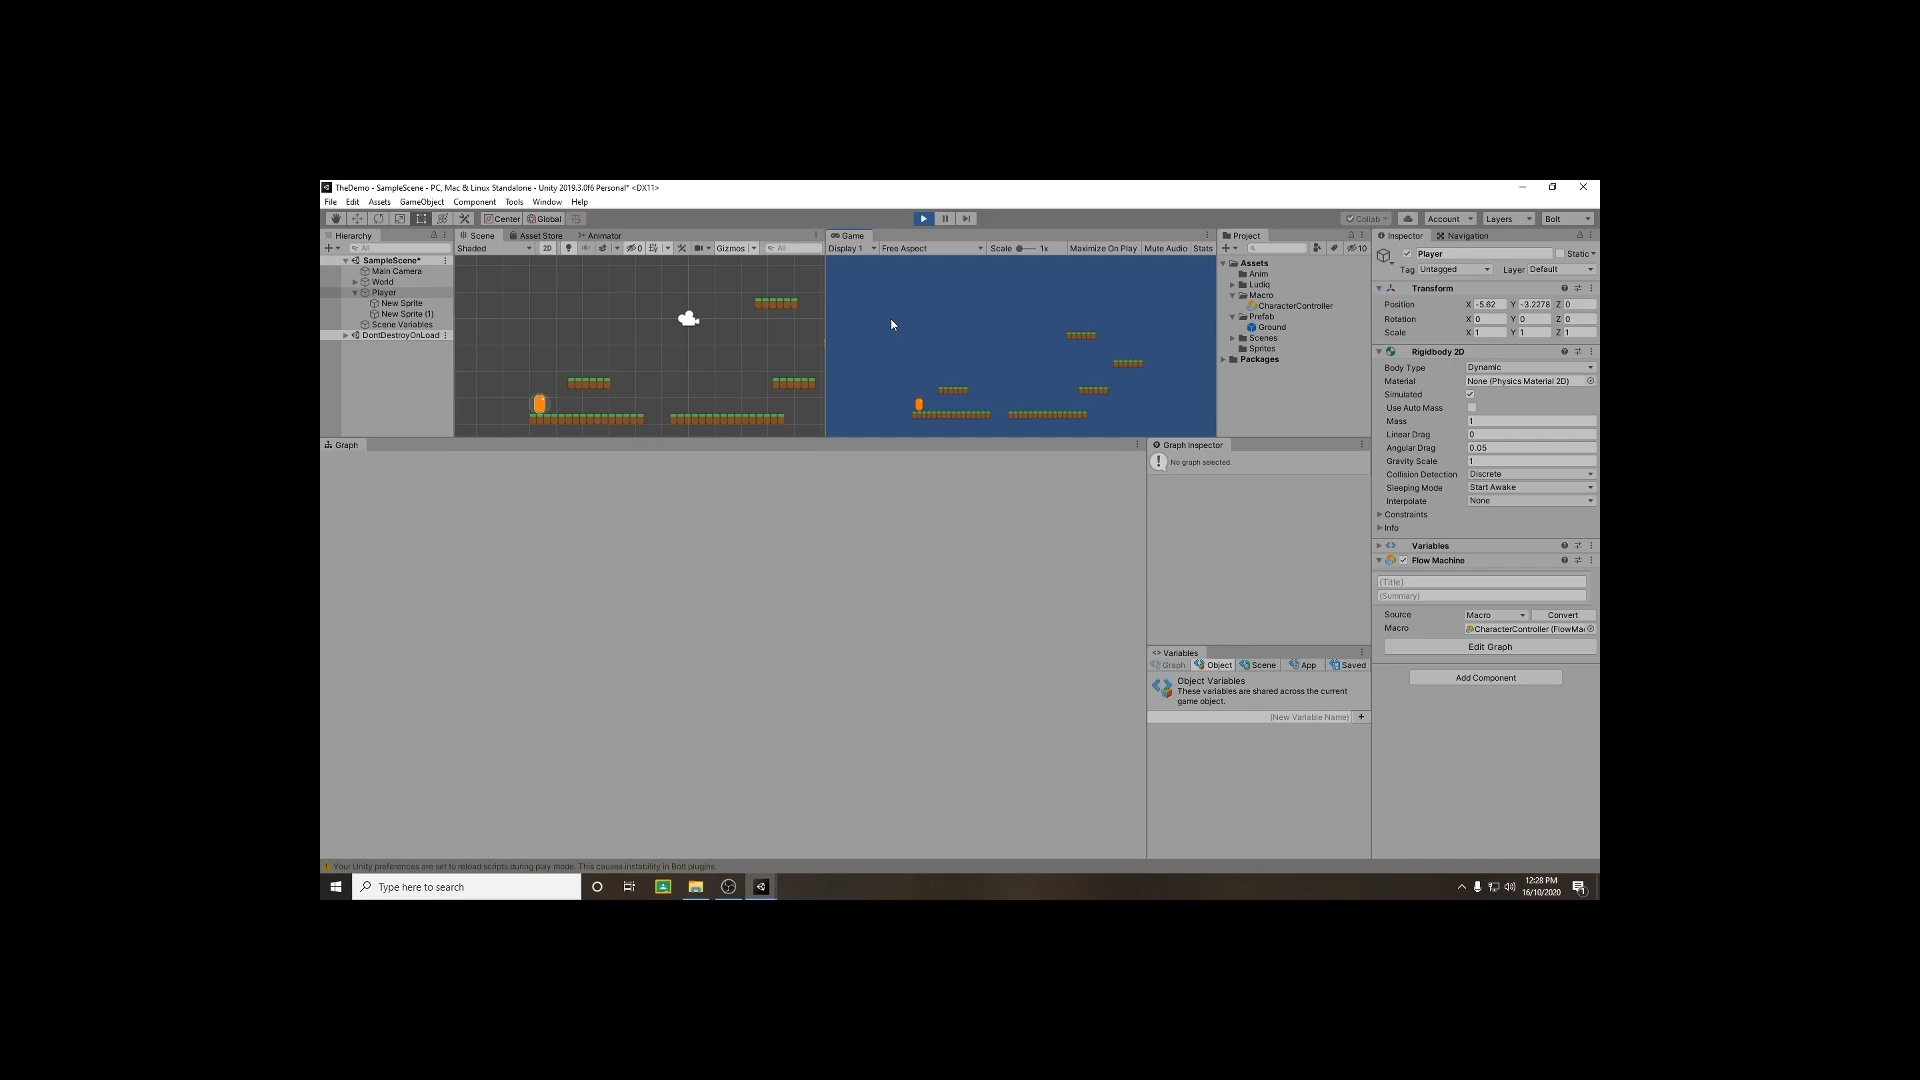 TheDemo - SampleScene - PC, Mac & Linux Standalone - Unity 2019.3.0f6 Personal* <DX11>
File Edit Assets GameObject Component Tools Window Help
Center Global Collab Account Layers Bolt
Hierarchy
All
SampleScene*
Main Camera
World
Player
New Sprite
New Sprite (1)
Scene Variables
DontDestroyOnLoad
Scene Asset Store Animator
Shaded 2D 0 Gizmos All
Game
Display 1 Free Aspect Scale 1x Maximize On Play Mute Audio Stats
Project
10
Assets
Anim
Ludiq
Macro
CharacterController
Prefab
Ground
Scenes
Sprites
Packages
Inspector Navigation
Player Static
Tag Untagged Layer Default
Transform
Position X -5.62 Y -3.2278 Z 0
Rotation X 0 Y 0 Z 0
Scale X 1 Y 1 Z 1
Rigidbody 2D
Body Type Dynamic
Material None (Physics Material 2D)
Simulated
Use Auto Mass
Mass 1
Linear Drag 0
Angular Drag 0.05
Gravity Scale 1
Collision Detection Discrete
Sleeping Mode Start Awake
Interpolate None
Constraints
Info
Variables
Flow Machine
(Title)
(Summary)
Source Macro Convert
Macro CharacterController (FlowMa
Edit Graph
Add Component
Graph
Graph Inspector
No graph selected.
Variables
Graph Object Scene App Saved
Object Variables
These variables are shared across the current
game object.
(New Variable Name) +
Your Unity preferences are set to reload scripts during play mode. This causes instability in Bolt plugins.
Type here to search
12:28 PM
16/10/2020
1